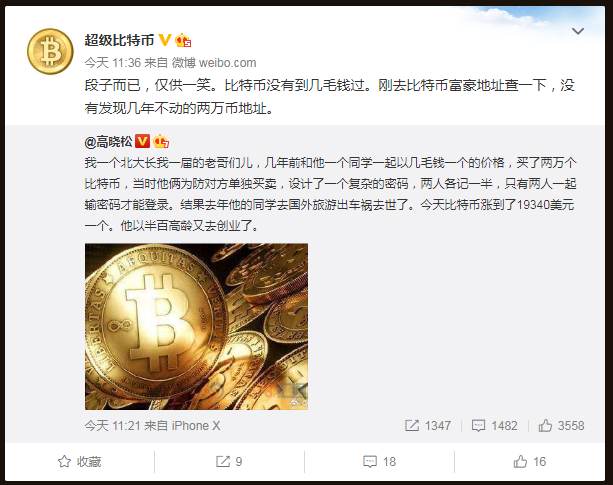 超级比特币
今天 11:36 来自 微博 weibo.com
段子而已，仅供一笑。比特币没有到几毛钱过。刚去比特币富豪地址查一下，没
有发现几年不动的两万币地址。
@高晓松
我一个北大长我一届的老哥们儿，几年前和他一个同学一起以几毛钱一个的价格，买了两万个
比特币，当时他俩为防对方单独买卖，设计了一个复杂的密码，两人各记一半，只有两人一起
输密码才能登录。结果去年他的同学去国外旅游出车祸去世了。今天比特币涨到了19340美元
一个。他以半百高龄又去创业了。
LIBERTAS AEQUITAS VERITAS
今天 11:21 来自 iPhone X
1347
1482
3558
收藏
9
18
16